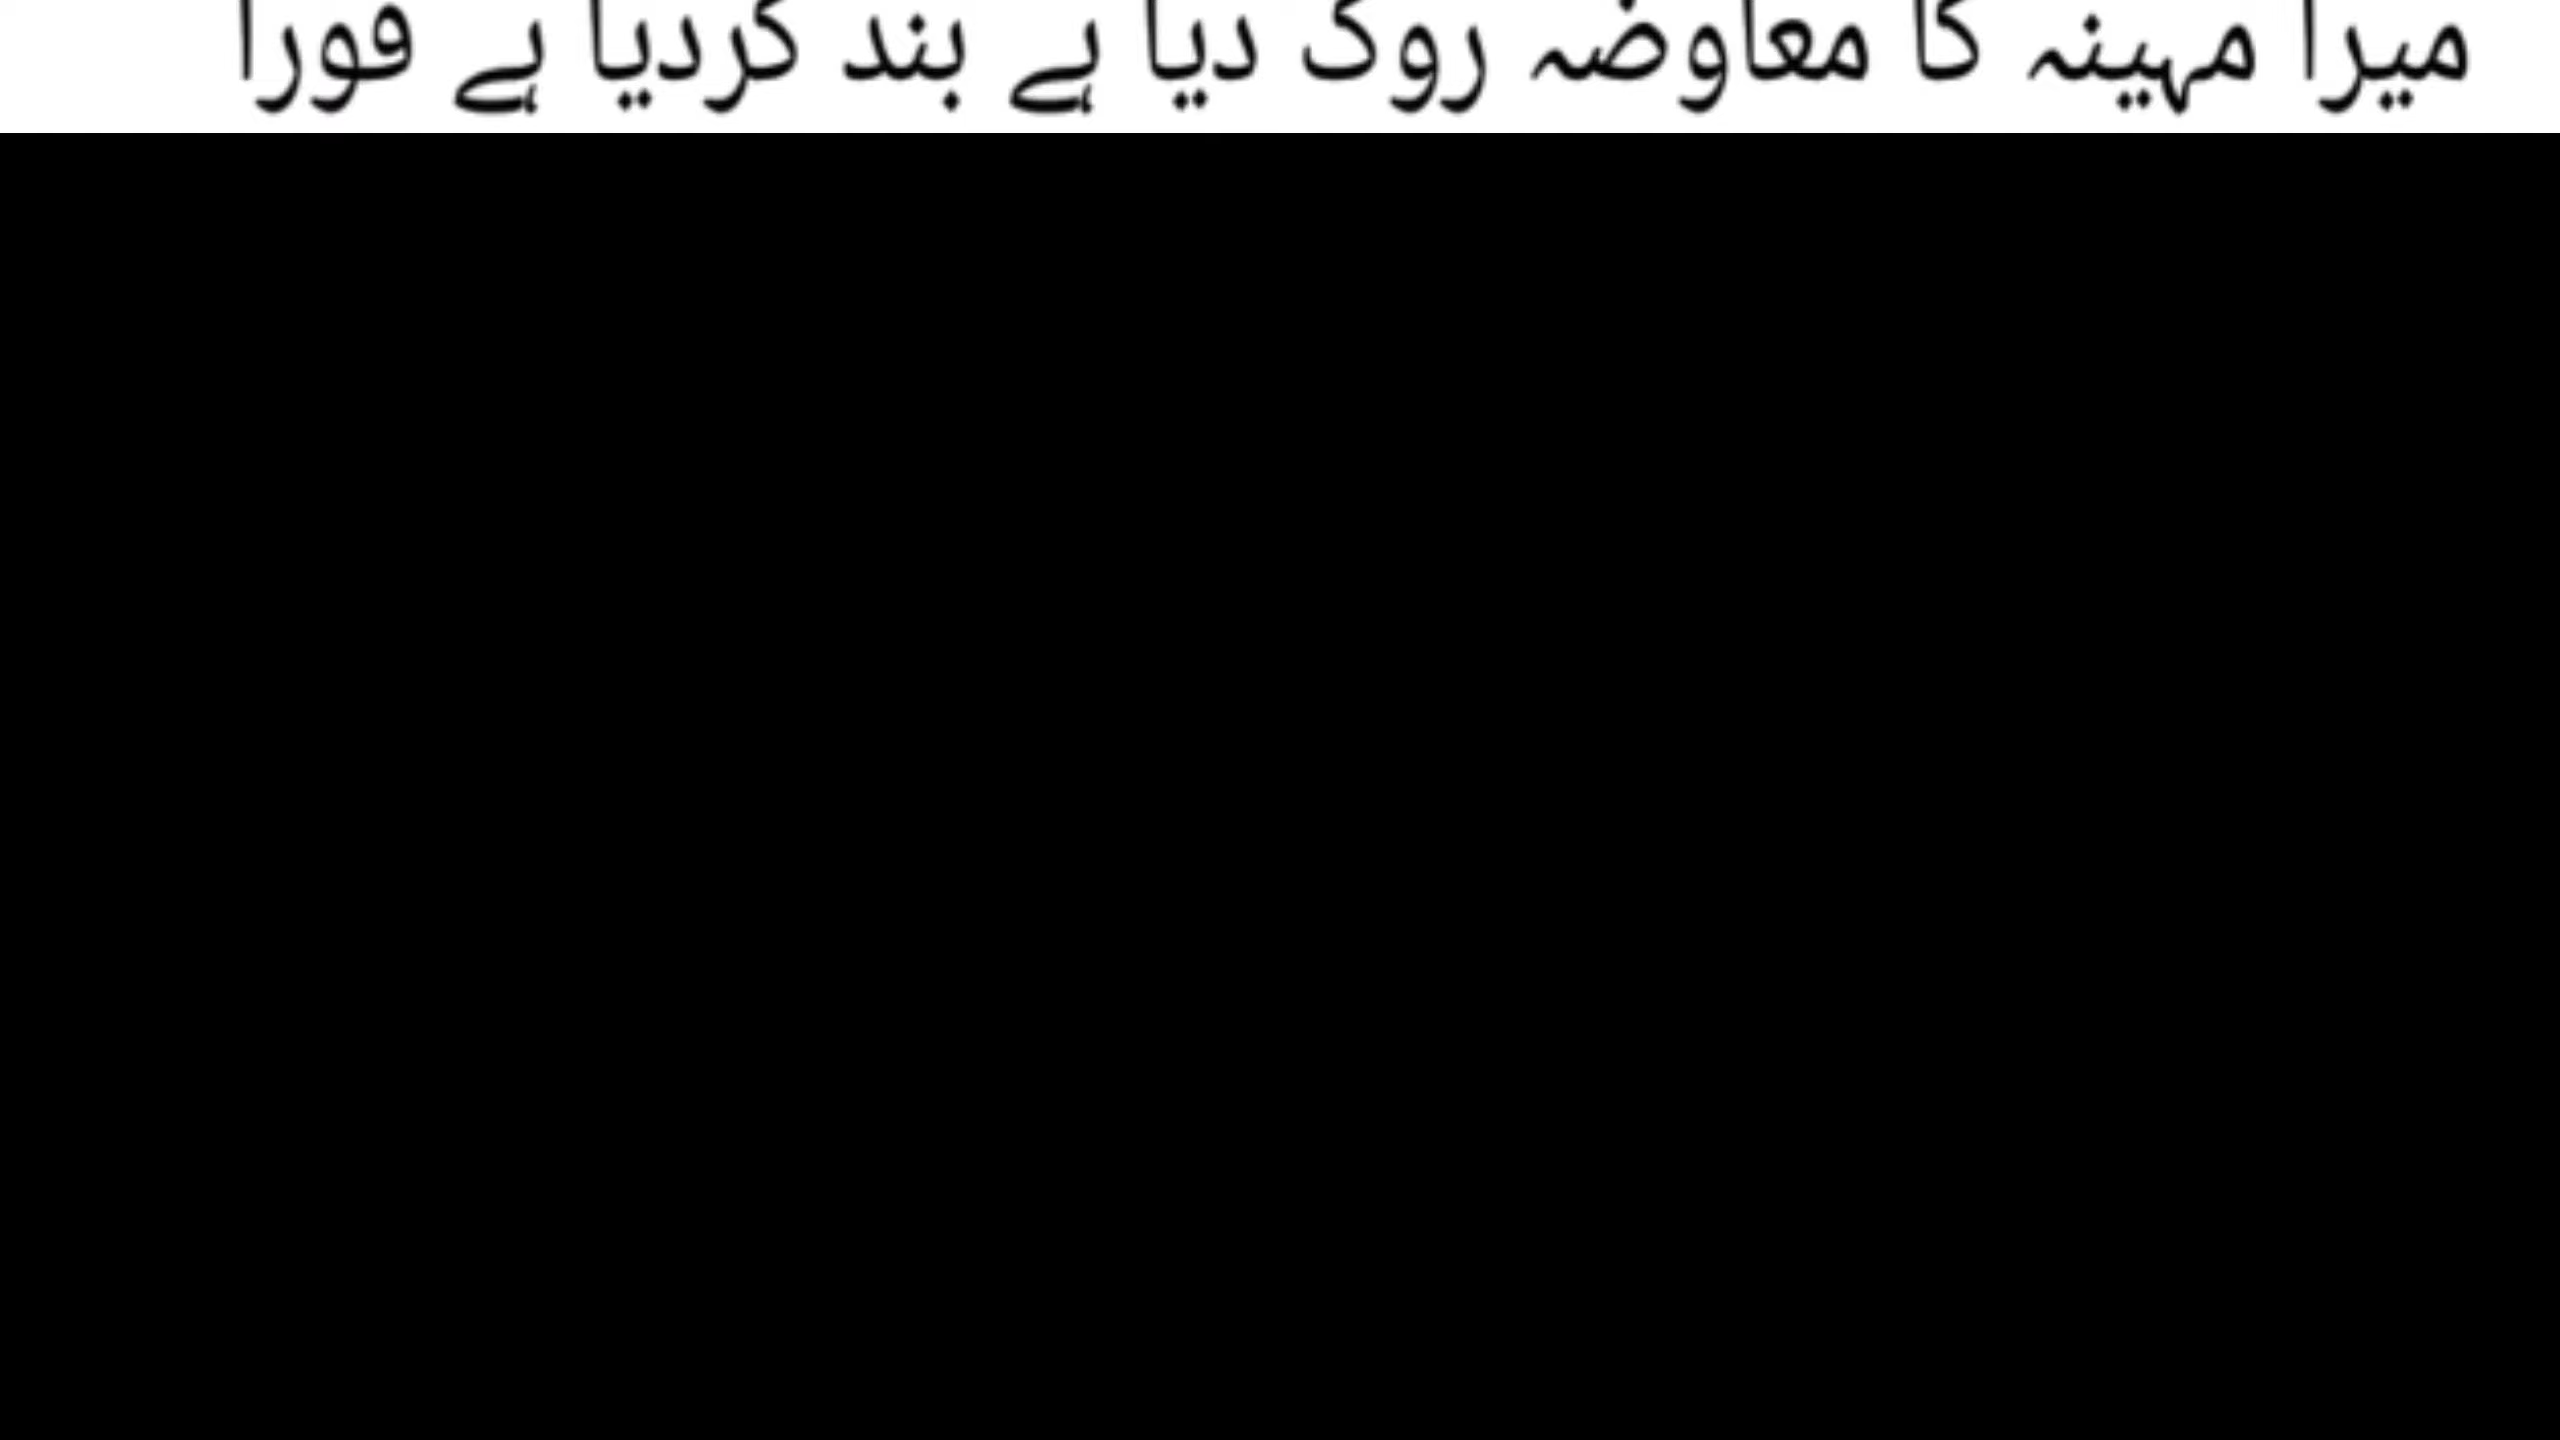 میرا مہینہ کا معاوضہ روک دیا ہے بند کردیا ہے فورا